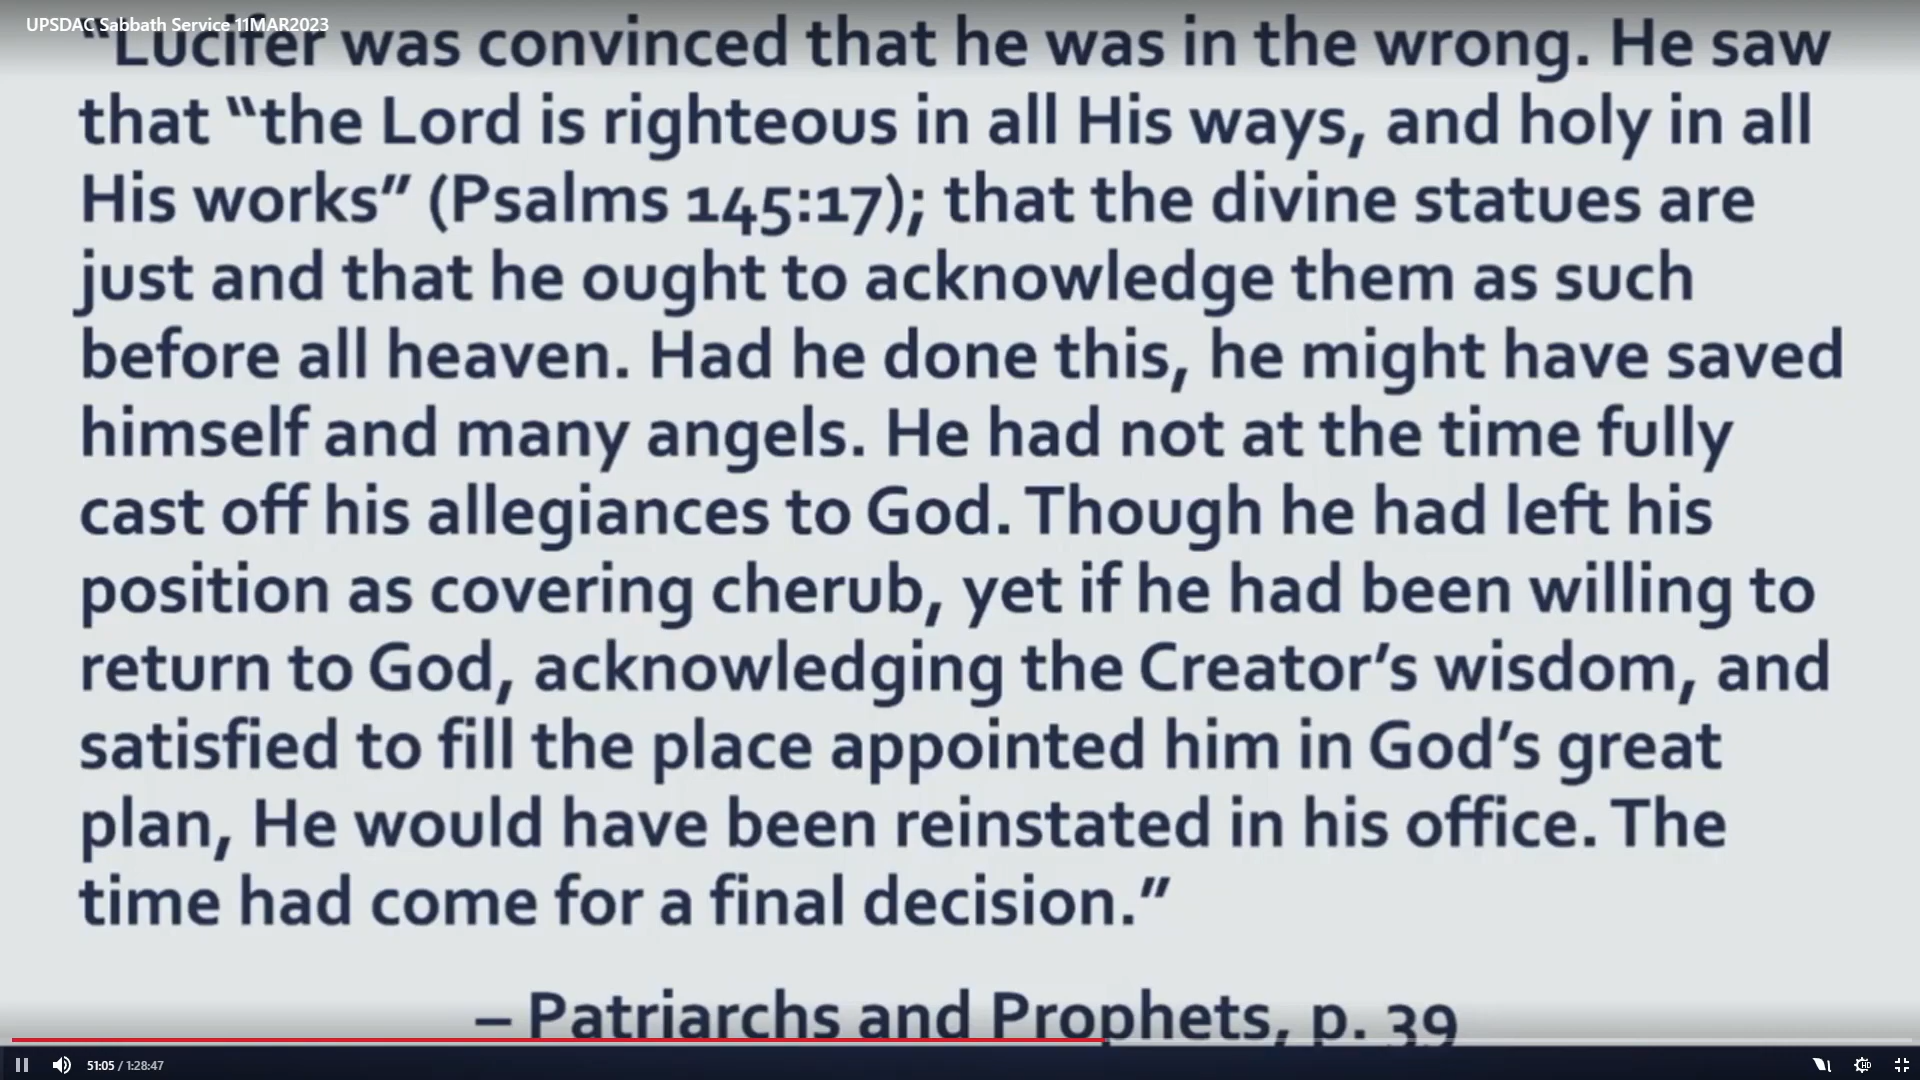 UPSDAC Sabbath Service 11MAR2023
“Lucifer was convinced that he was in the wrong. He saw
that “the Lord is righteous in all His ways, and holy in all
His works” (Psalms 145:17); that the divine statues are
just and that he ought to acknowledge them as such
before all heaven. Had he done this, he might have saved
himself and many angels. He had not at the time fully
cast off his allegiances to God. Though he had left his
position as covering cherub, yet if he had been willing to
return to God, acknowledging the Creator’s wisdom, and
satisfied to fill the place appointed him in God’s great
plan, He would have been reinstated in his office. The
time had come for a final decision.”
– Patriarchs and Prophets, p. 39
51:05 / 1:28:47
HD